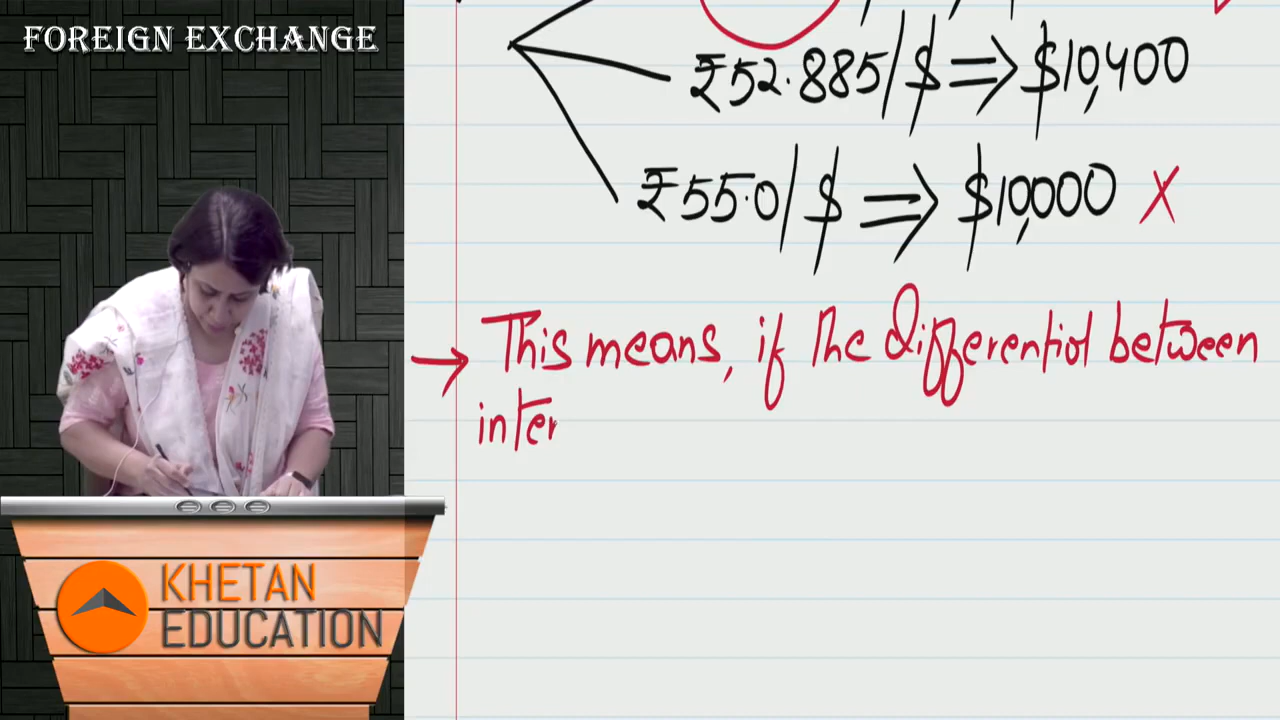 FOREIGN EXCHANGE
₹52.885/$ ⇒ $10,400
₹55.0/$ ⇒ $10,000 X
→ This means, if the differential between
inter
KHETAN
EDUCATION